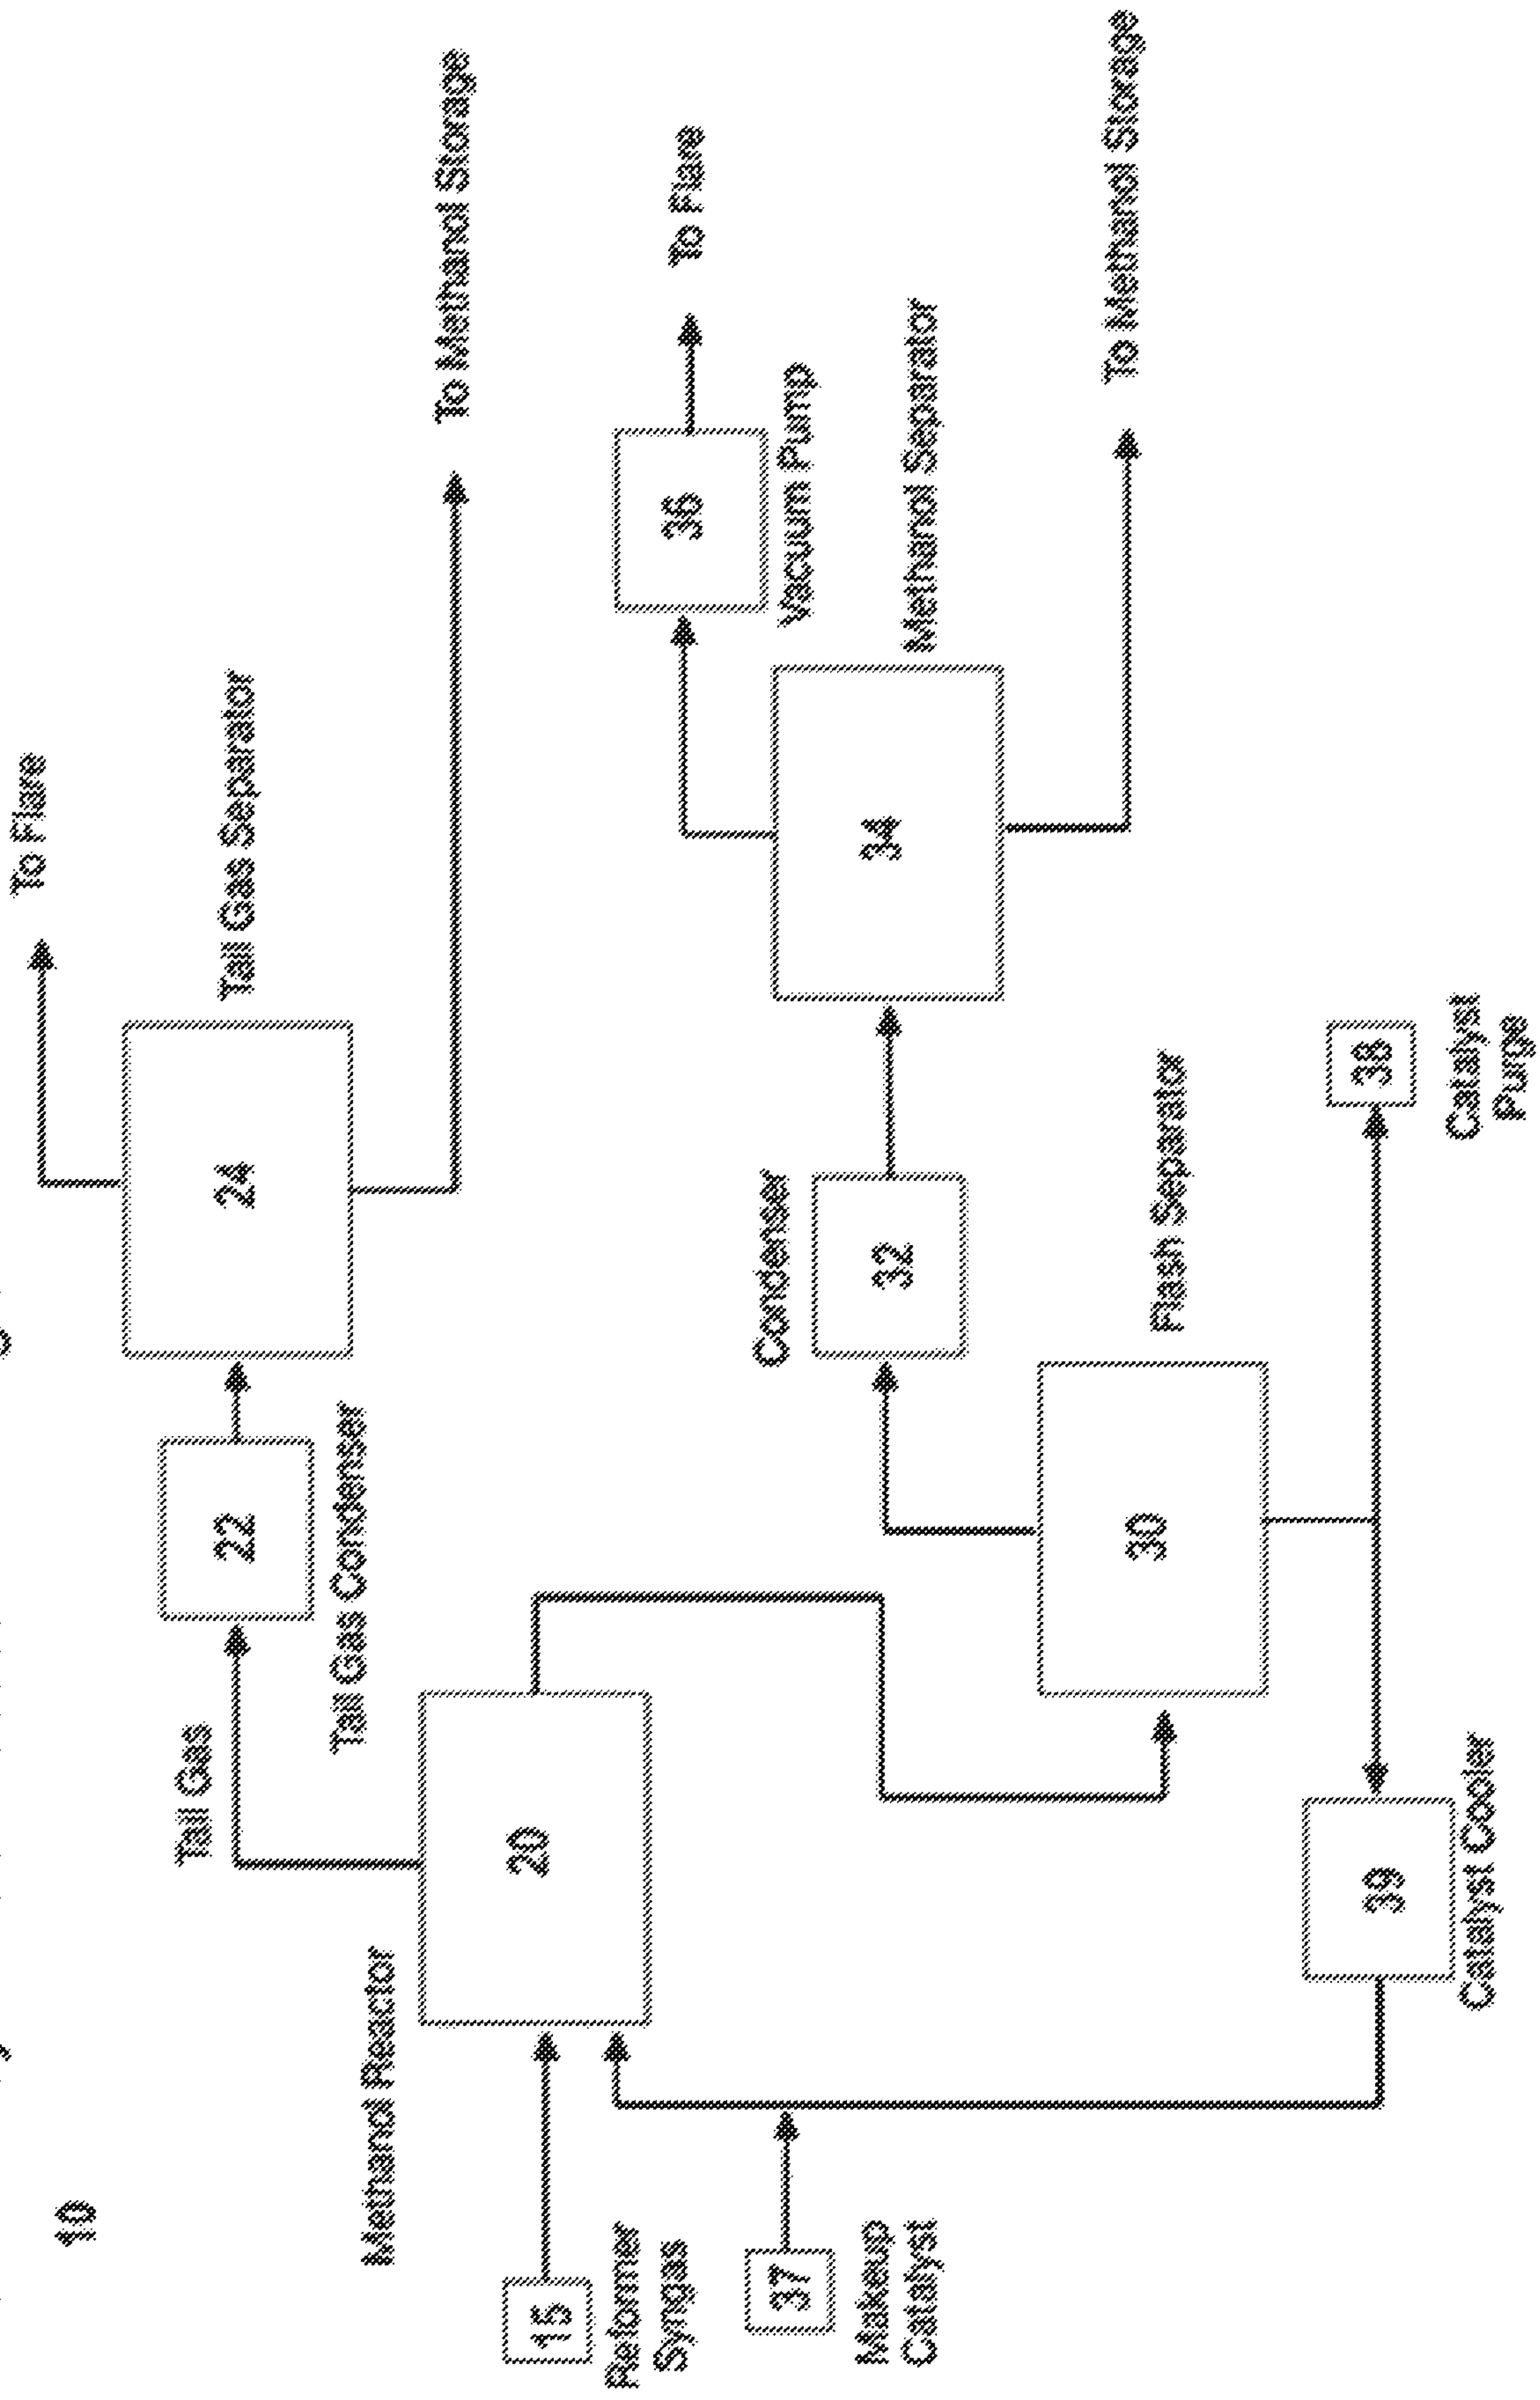 10
To Flare
Tail Gas
22
24
Tail Gas Separator
Tail Gas Condenser
Methanol Reactor
To Methanol Storage
15
20
Reformer
Syngas
To Flare
36
Vacuum Pump
Condenser
37
Makeup
Catalyst
32
34
Methanol Separator
To Methanol Storage
30
Flash Separator
39
38
Catalyst Cooler
Catalyst
Purge